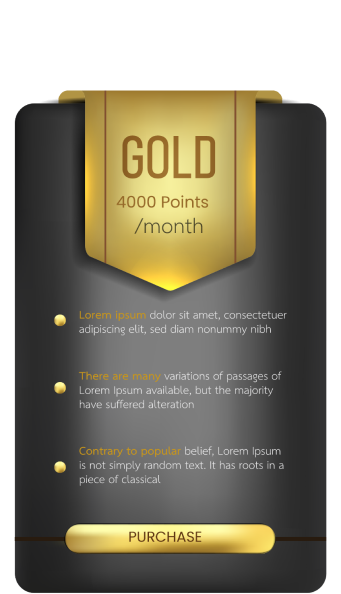 GOLD
4000 Points
/month
Lorem ipsum dolor sit amet, consectetuer
adipiscing elit, sed diam nonummy nibh
There are many variations of passages of
Lorem Ipsum available, but the majority
have suffered alteration
Contrary to popular belief, Lorem Ipsum
is not simply random text. It has roots in a
piece of classical
PURCHASE